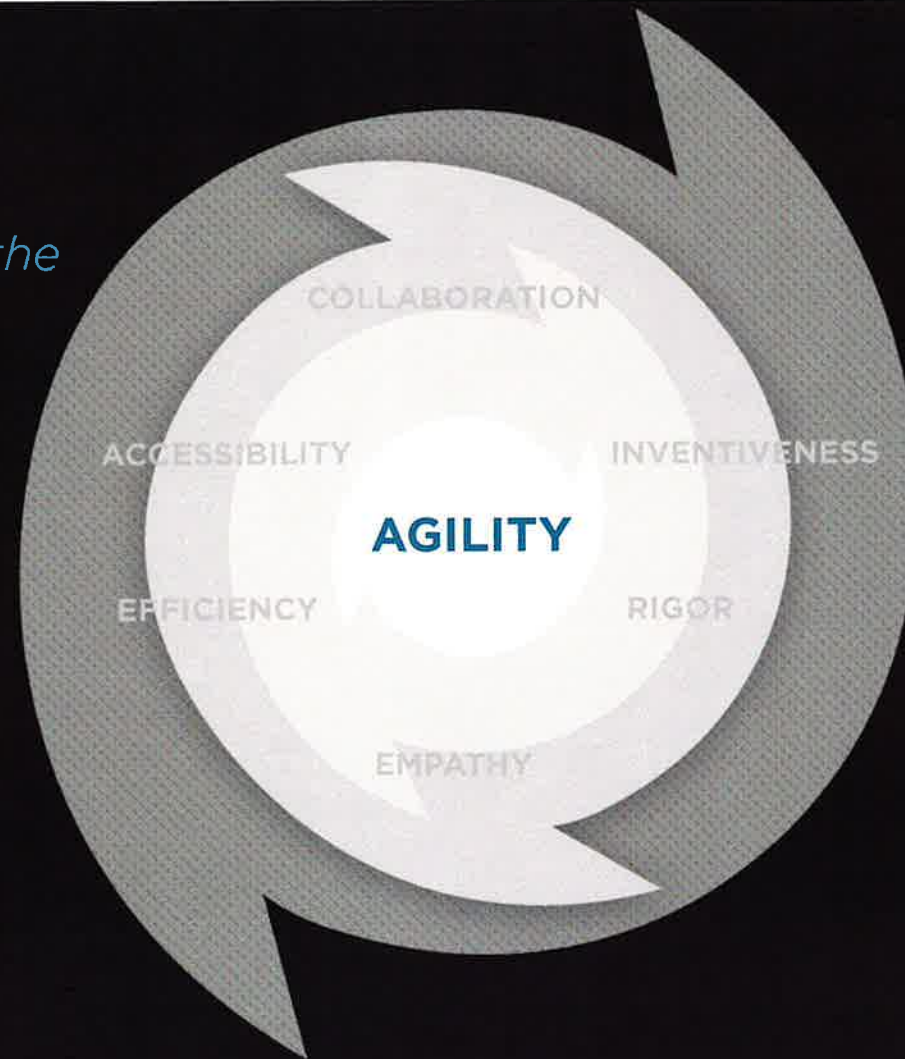 the
COLLABORATION
ACCESSIBILITY
INVENTIVENESS
AGILITY
EFFICIENCY
RIGOR
EMPATHY